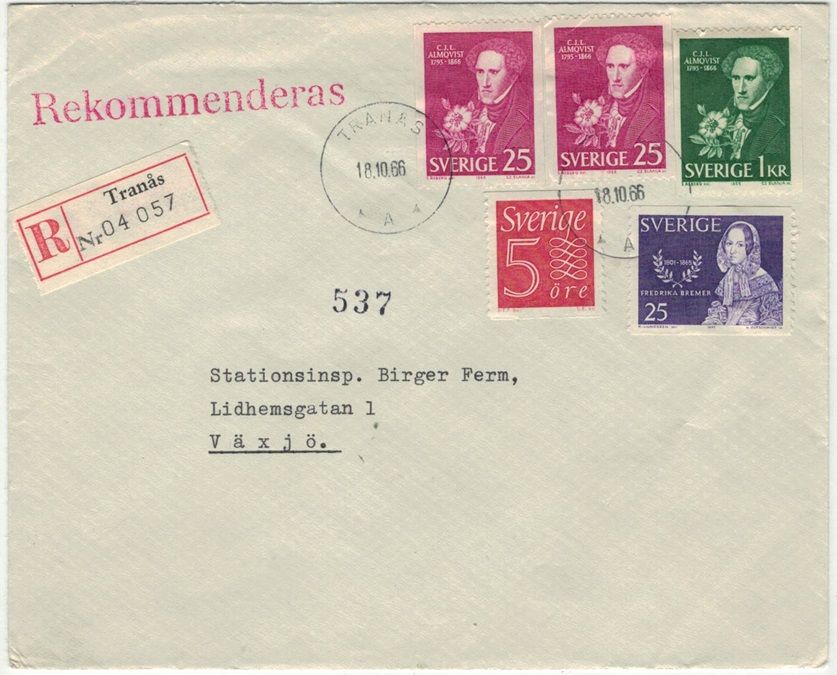 Rekommenderas
R
Tranås
Nr 04 057
TRANÅS
18.10.66
A
C.J.L.
ALMQVIST
1793-1866
SVERIGE 25
C.J.L.
ALMQVIST
1793-1866
SVERIGE 25
C.J.L.
ALMQVIST
1793-1866
SVERIGE 1 KR
18.10.66
A
Sverige
5
öre
SVERIGE
1801-1865
FREDRIKA BREMER
25
537
Stationsinsp. Birger Ferm,
Lidhemsgatan 1
Växjö.